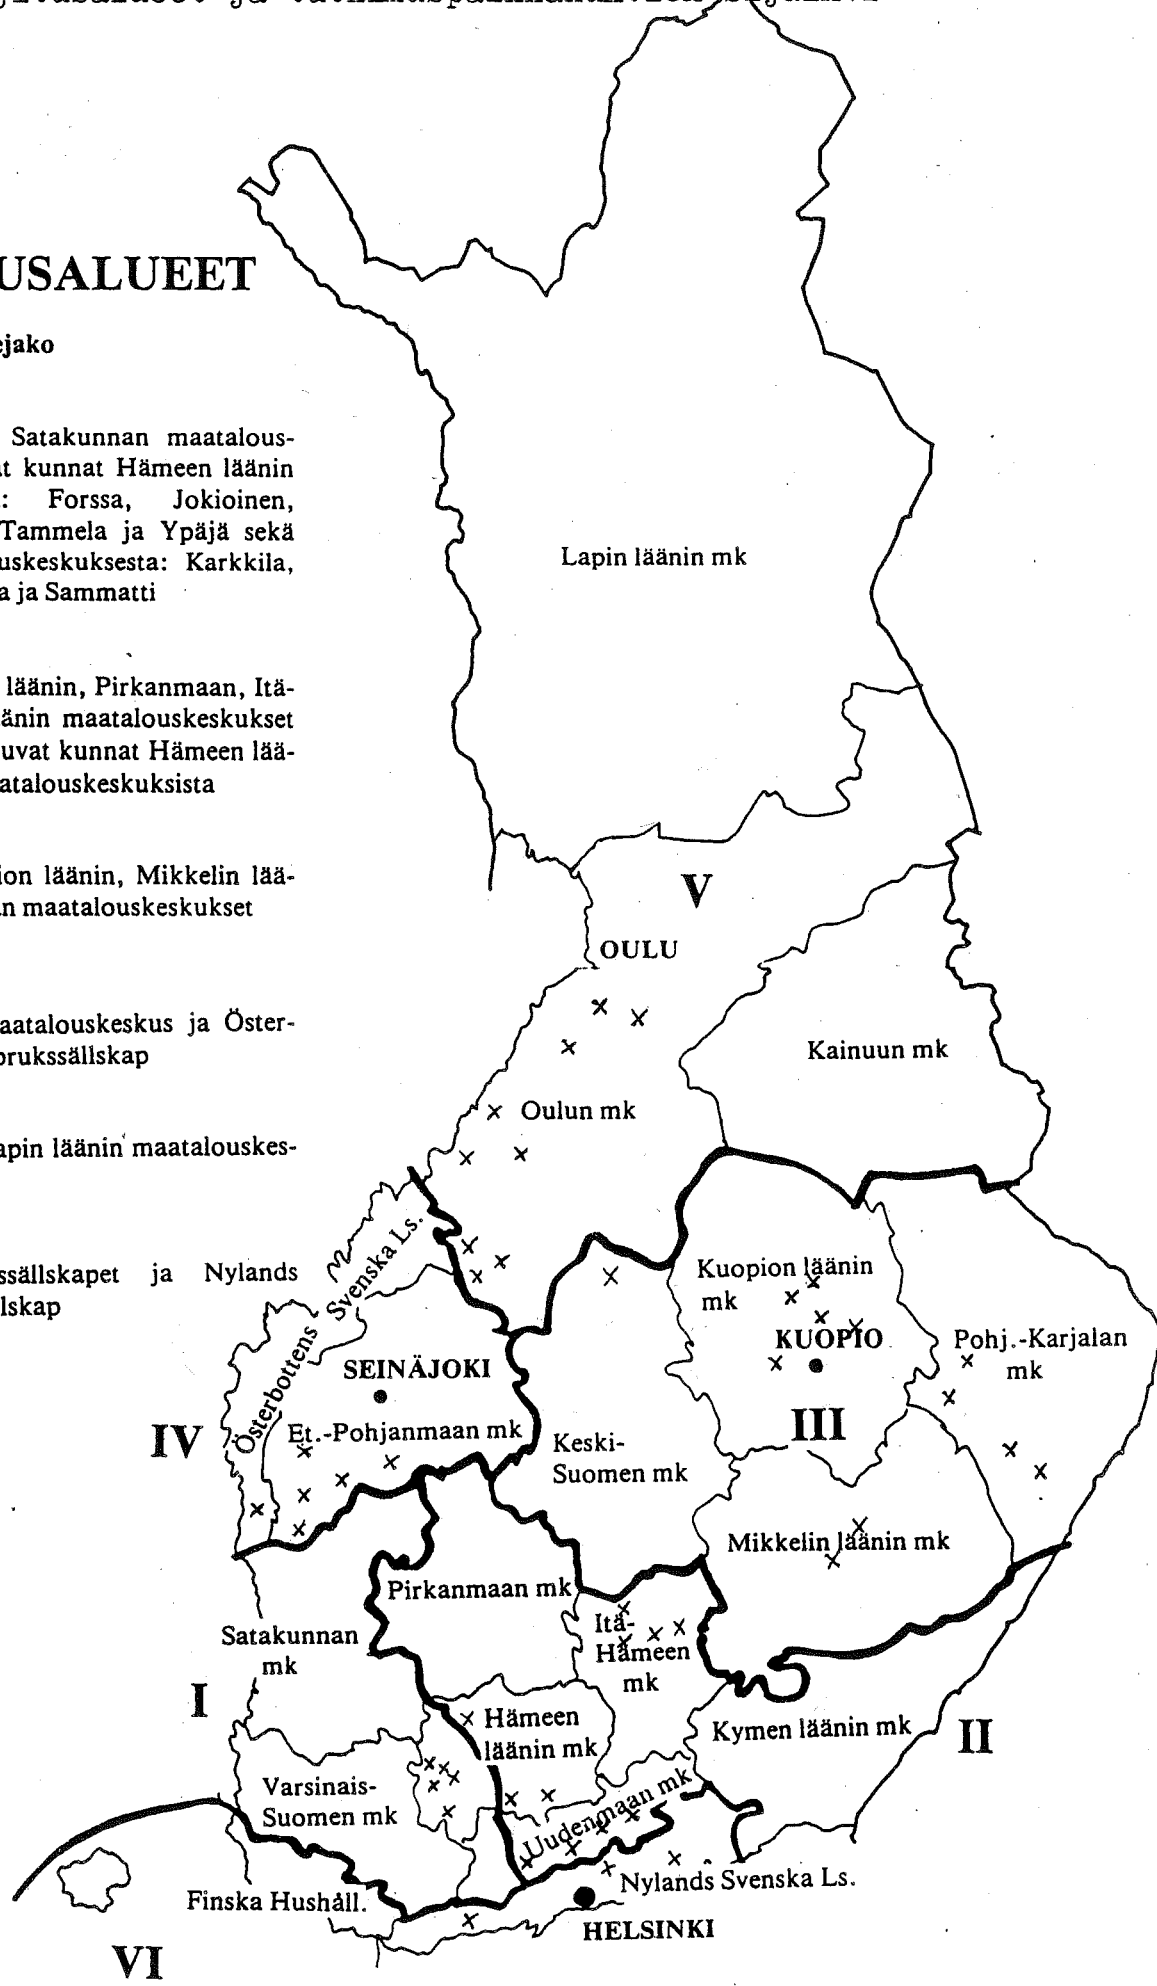 USALUEET
ejako
Satakunnan maatalous-
t kunnat Hämeen läänin
: Forssa, Jokioinen,
Tammela ja Ypäjä sekä
uskeskuksesta: Karkkila,
a ja Sammatti
läänin, Pirkanmaan, Itä-
änin maatalouskeskukset
uvat kunnat Hämeen lää-
atalouskeskuksista
ion läänin, Mikkelin lää-
n maatalouskeskukset
aatalouskeskus ja Öster-
brukssällskap
apin läänin maatalouskes-
ssällskapet ja Nylands
lskap
Lapin läänin mk
V
OULU
Kainuun mk
Oulun mk
Österbottens Svenska Ls.
Kuopion läänin
mk
KUOPIO
Pohj.-Karjalan
mk
SEINÄJOKI
III
IV
Et.-Pohjanmaan mk
Keski-
Suomen mk
Mikkelin läänin mk
Pirkanmaan mk
Itä-
Hämeen
mk
Satakunnan
mk
I
Hämeen
läänin mk
Kymen läänin mk
II
Varsinais-
Suomen mk
Uudenmaan mk
Nylands Svenska Ls.
Finska Hushåll.
HELSINKI
VI